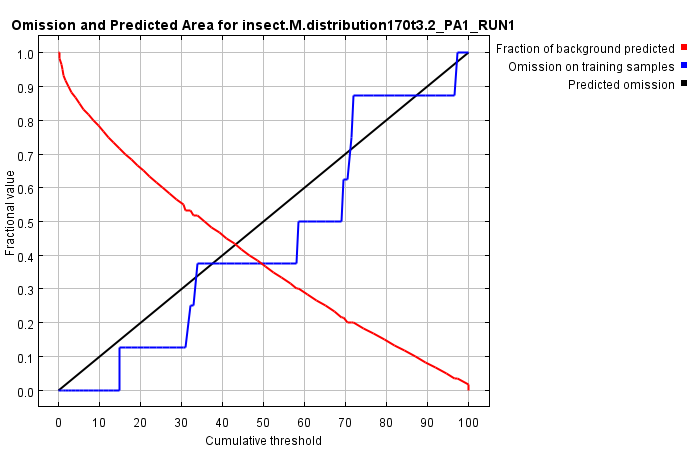 Omission and Predicted Area for insect.M.distribution170t3.2_PA1_RUN1
Fraction of background predicted
Omission on training samples
Predicted omission
Fractional value
1.0
0.9
0.8
0.7
0.6
0.5
0.4
0.3
0.2
0.1
0.0
0 10 20 30 40 50 60 70 80 90 100
Cumulative threshold